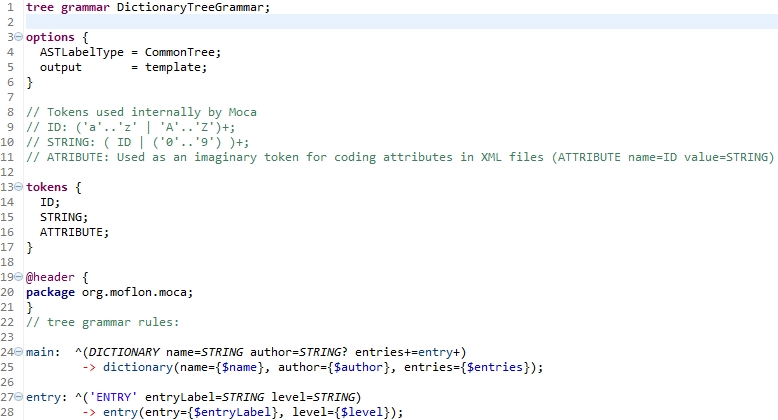 1 tree grammar DictionaryTreeGrammar;
2
3 options {
4   ASTLabelType = CommonTree;
5   output       = template;
6 }
7
8 // Tokens used internally by Moca
9 // ID: ('a'..'z' | 'A'..'Z')+;
10 // STRING: ( ID | ('0'..'9') )+;
11 // ATRIBUTE: Used as an imaginary token for coding attributes in XML files (ATTRIBUTE name=ID value=STRING)
12
13 tokens {
14   ID;
15   STRING;
16   ATTRIBUTE;
17 }
18
19 @header {
20 package org.moflon.moca;
21 }
22 // tree grammar rules:
23
24 main:  ^(DICTIONARY name=STRING author=STRING? entries+=entry+)
25         -> dictionary(name={$name}, author={$author}, entries={$entries});
26
27 entry: ^('ENTRY' entryLabel=STRING level=STRING)
28         -> entry(entry={$entryLabel}, level={$level});